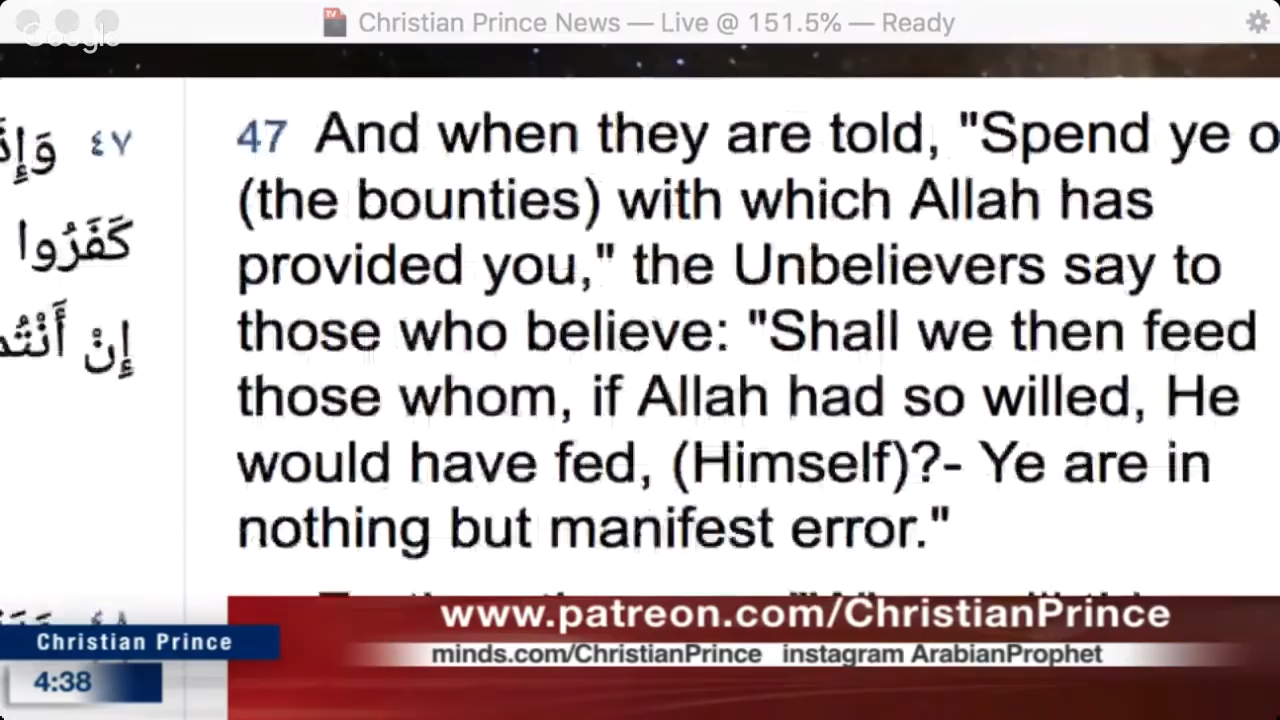 Christian Prince News — Live @ 151.5% — Ready
Google
47 And when they are told, "Spend ye o
(the bounties) with which Allah has
provided you," the Unbelievers say to
those who believe: "Shall we then feed
those whom, if Allah had so willed, He
would have fed, (Himself)?- Ye are in
nothing but manifest error."
٤٧
كَفَرُوا
إِنْ
www.patreon.com/ChristianPrince
minds.com/ChristianPrince instagram ArabianProphet
Christian Prince
4:38